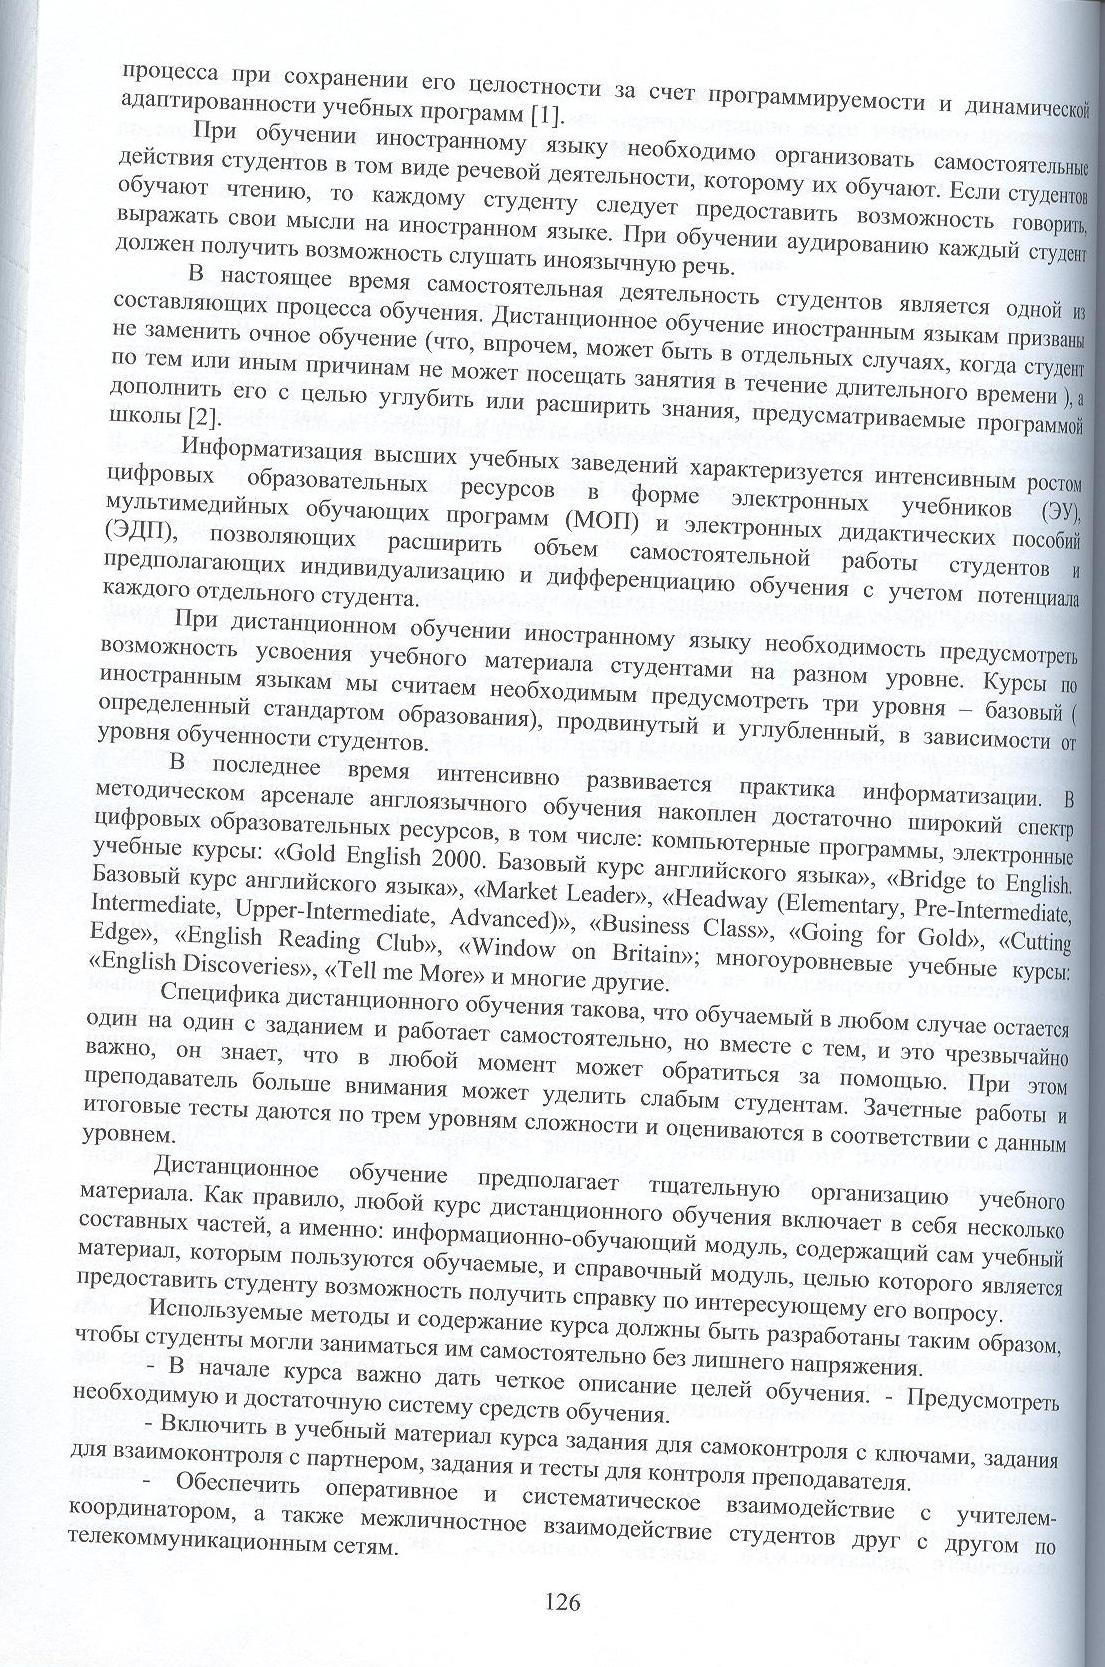 процесса при сохранении его целостности за счет программируемости и динамической
адаптированности учебных программ [1].
При обучении иностранному языку необходимо организовать самостоятельные
действия студентов в том виде речевой деятельности, которому их обучают. Если студентов
обучают чтению, то каждому студенту следует предоставить возможность говорить,
выражать свои мысли на иностранном языке. При обучении аудированию каждый студент
должен получить возможность слушать иноязычную речь.
В настоящее время самостоятельная деятельность студентов является одной из
составляющих процесса обучения. Дистанционное обучение иностранным языкам призваны
не заменить очное обучение (что, впрочем, может быть в отдельных случаях, когда студент
по тем или иным причинам не может посещать занятия в течение длительного времени ), а
дополнить его с целью углубить или расширить знания, предусматриваемые программой
школы [2].
Информатизация высших учебных заведений характеризуется интенсивным ростом
цифровых образовательных ресурсов в форме электронных учебников (ЭУ),
мультимедийных обучающих программ (МОП) и электронных дидактических пособий
(ЭДП), позволяющих расширить объем самостоятельной работы студентов и
предполагающих индивидуализацию и дифференциацию обучения с учетом потенциала
каждого отдельного студента.
При дистанционном обучении иностранному языку необходимость предусмотреть
возможность усвоения учебного материала студентами на разном уровне. Курсы по
иностранным языкам мы считаем необходимым предусмотреть три уровня – базовый (
определенный стандартом образования), продвинутый и углубленный, в зависимости от
уровня обученности студентов.
В последнее время интенсивно развивается практика информатизации. В
методическом арсенале англоязычного обучения накоплен достаточно широкий спектр
цифровых образовательных ресурсов, в том числе: компьютерные программы, электронные
учебные курсы: «Gold English 2000. Базовый курс английского языка», «Bridge to English.
Базовый курс английского языка», «Market Leader», «Headway (Elementary, Pre-Intermediate,
Intermediate, Upper-Intermediate, Advanced)», «Business Class», «Going for Gold», «Cutting
Edge», «English Reading Club», «Window on Britain»; многоуровневые учебные курсы:
«English Discoveries», «Tell me More» и многие другие.
Специфика дистанционного обучения такова, что обучаемый в любом случае остается
один на один с заданием и работает самостоятельно, но вместе с тем, и это чрезвычайно
важно, он знает, что в любой момент может обратиться за помощью. При этом
преподаватель больше внимания может уделить слабым студентам. Зачетные работы и
итоговые тесты даются по трем уровням сложности и оцениваются в соответствии с данным
уровнем.
Дистанционное обучение предполагает тщательную организацию учебного
материала. Как правило, любой курс дистанционного обучения включает в себя несколько
составных частей, а именно: информационно-обучающий модуль, содержащий сам учебный
материал, которым пользуются обучаемые, и справочный модуль, целью которого является
предоставить студенту возможность получить справку по интересующему его вопросу.
Используемые методы и содержание курса должны быть разработаны таким образом,
чтобы студенты могли заниматься им самостоятельно без лишнего напряжения.
- В начале курса важно дать четкое описание целей обучения. - Предусмотреть
необходимую и достаточную систему средств обучения.
- Включить в учебный материал курса задания для самоконтроля с ключами, задания
для взаимоконтроля с партнером, задания и тесты для контроля преподавателя.
- Обеспечить оперативное и систематическое взаимодействие с учителем-
координатором, а также межличностное взаимодействие студентов друг с другом по
телекоммуникационным сетям.
126